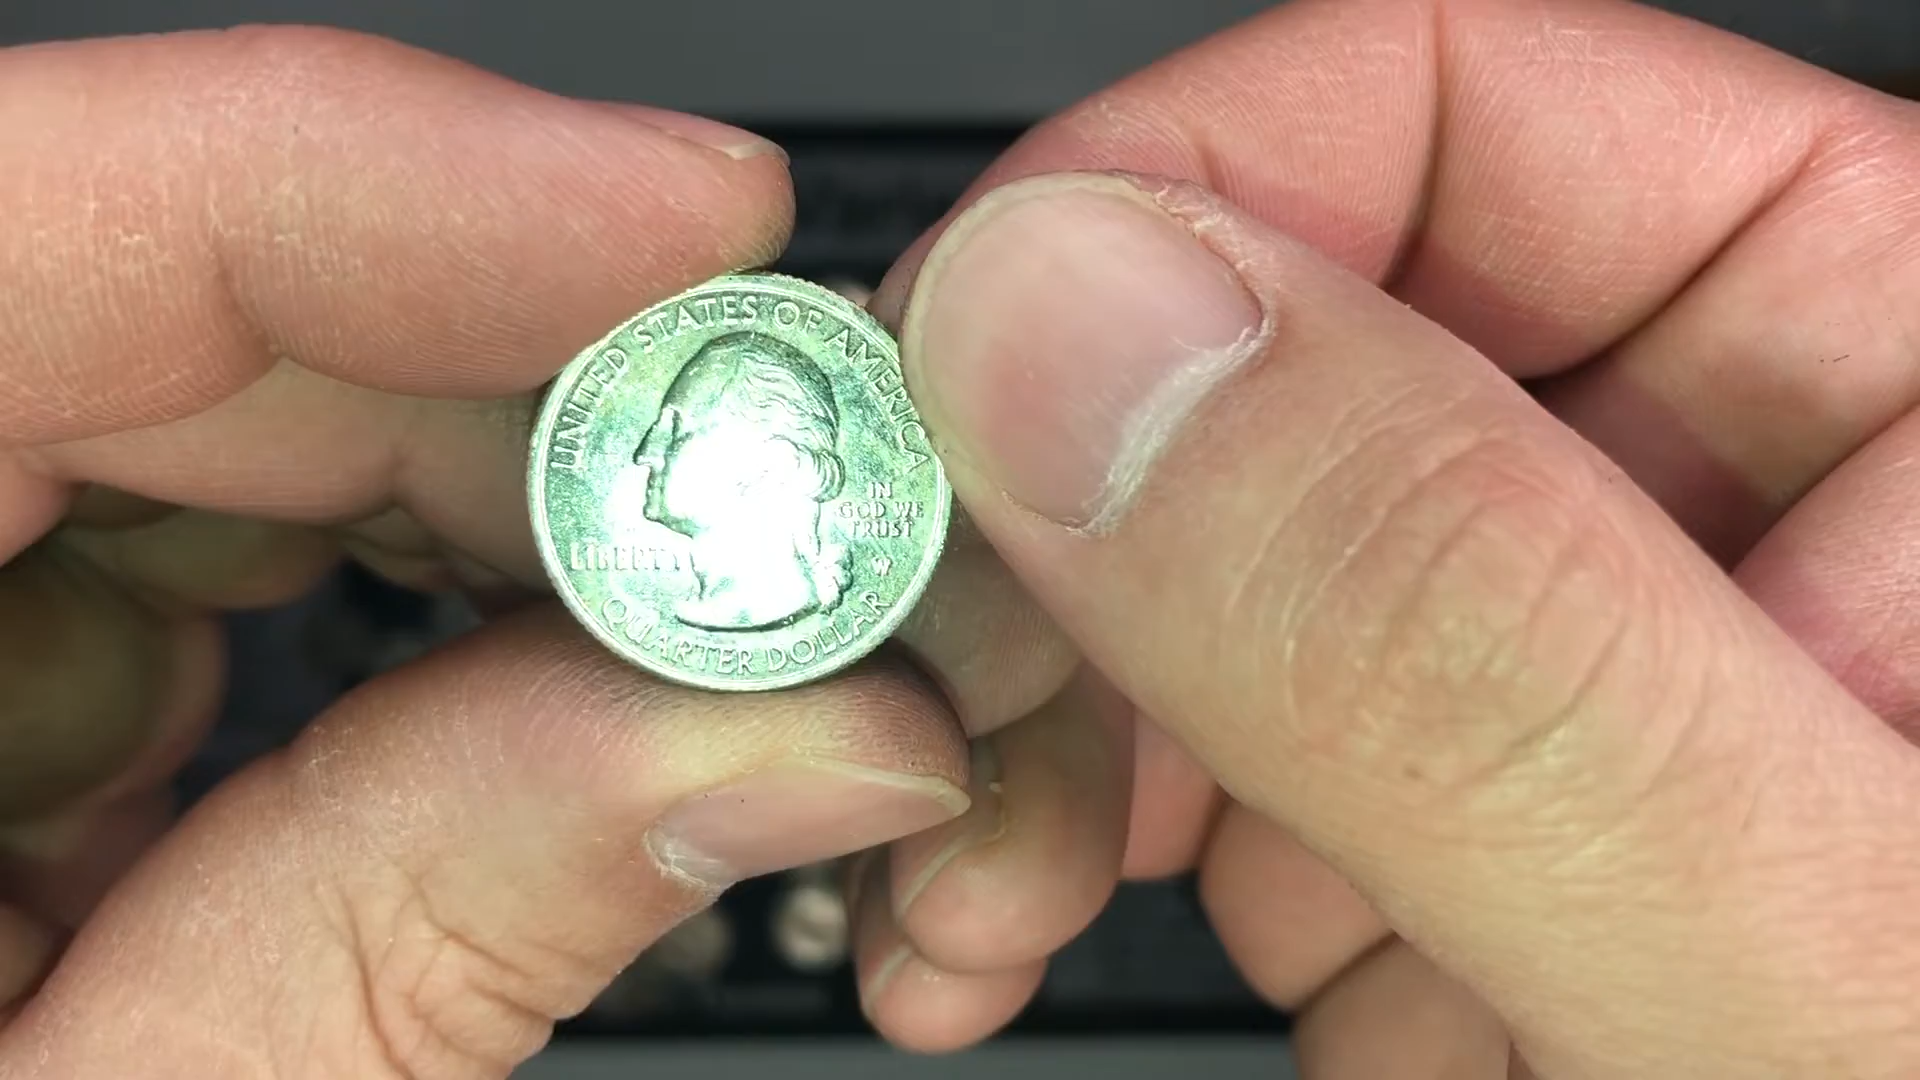 UNITED STATES OF AMERICA
IN
GOD WE
TRUST
LIBERTY
W
QUARTER DOLLAR